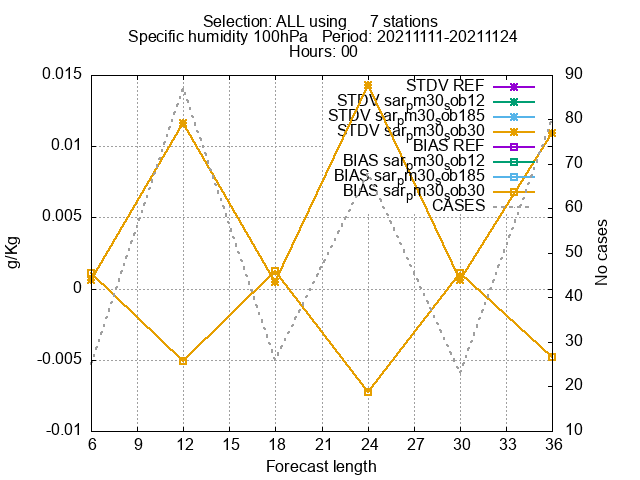 Selection: ALL using 7 stations
Specific humidity 100hPa Period: 20211111-20211124
Hours: 00
STDV REF
STDV sar_pm30_sob12
STDV sar_pm30_sob185
STDV sar_pm30_sob30
BIAS REF
BIAS sar_pm30_sob12
BIAS sar_pm30_sob185
BIAS sar_pm30_sob30
CASES
0.015
0.01
0.005
0
-0.005
-0.01
g/Kg
90
80
70
60
50
40
30
20
10
No cases
6 9 12 15 18 21 24 27 30 33 36
Forecast length